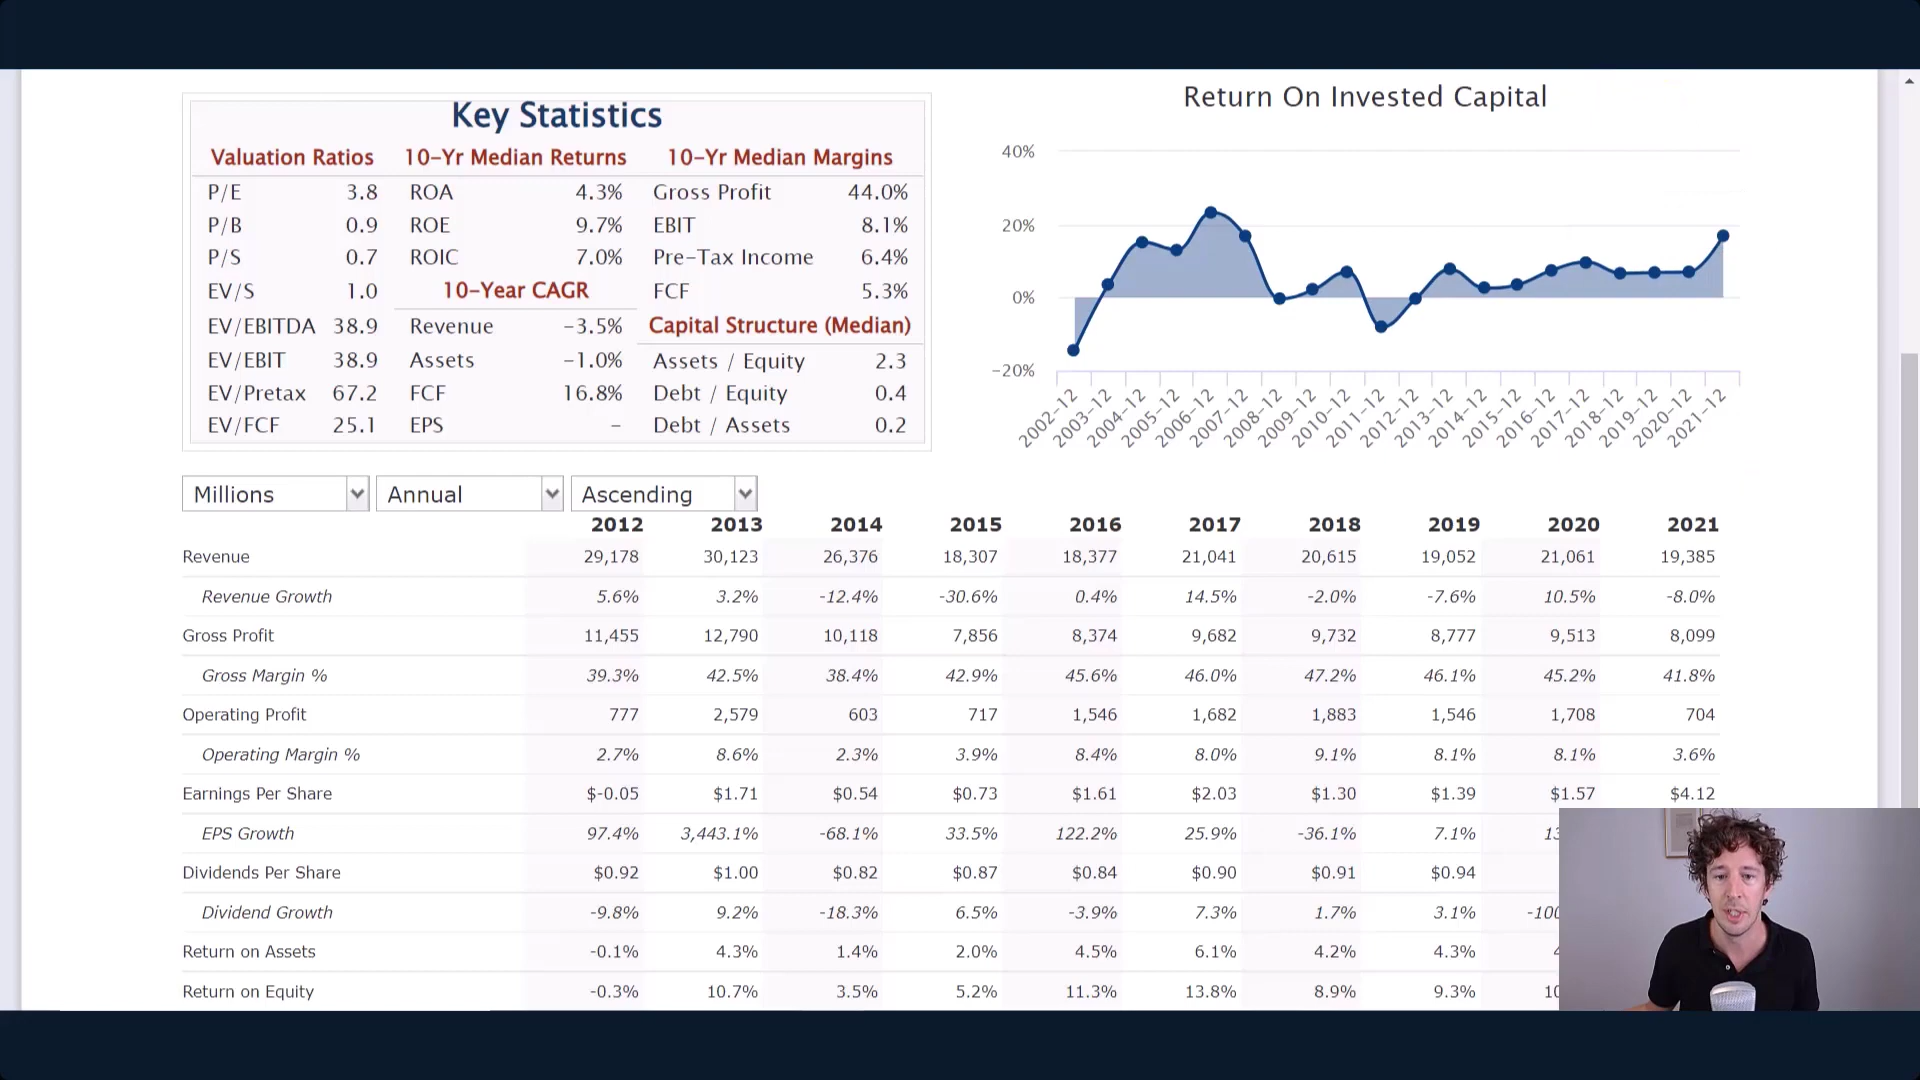 Key Statistics
Valuation Ratios 10-Yr Median Returns 10-Yr Median Margins
P/E 3.8 ROA 4.3% Gross Profit 44.0%
P/B 0.9 ROE 9.7% EBIT 8.1%
P/S 0.7 ROIC 7.0% Pre-Tax Income 6.4%
EV/S 1.0 10-Year CAGR FCF 5.3%
EV/EBITDA 38.9 Revenue -3.5% Capital Structure (Median)
EV/EBIT 38.9 Assets -1.0% Assets / Equity 2.3
EV/Pretax 67.2 FCF 16.8% Debt / Equity 0.4
EV/FCF 25.1 EPS - Debt / Assets 0.2
Return On Invested Capital
40%
20%
0%
-20%
2002-12 2003-12 2004-12 2005-12 2006-12 2007-12 2008-12 2009-12 2010-12 2011-12 2012-12 2013-12 2014-12 2015-12 2016-12 2017-12 2018-12 2019-12 2020-12 2021-12
Millions Annual Ascending
2012 2013 2014 2015 2016 2017 2018 2019 2020 2021
Revenue 29,178 30,123 26,376 18,307 18,377 21,041 20,615 19,052 21,061 19,385
Revenue Growth 5.6% 3.2% -12.4% -30.6% 0.4% 14.5% -2.0% -7.6% 10.5% -8.0%
Gross Profit 11,455 12,790 10,118 7,856 8,374 9,682 9,732 8,777 9,513 8,099
Gross Margin % 39.3% 42.5% 38.4% 42.9% 45.6% 46.0% 47.2% 46.1% 45.2% 41.8%
Operating Profit 777 2,579 603 717 1,546 1,682 1,883 1,546 1,708 704
Operating Margin % 2.7% 8.6% 2.3% 3.9% 8.4% 8.0% 9.1% 8.1% 8.1% 3.6%
Earnings Per Share $-0.05 $1.71 $0.54 $0.73 $1.61 $2.03 $1.30 $1.39 $1.57 $4.12
EPS Growth 97.4% 3,443.1% -68.1% 33.5% 122.2% 25.9% -36.1% 7.1%
Dividends Per Share $0.92 $1.00 $0.82 $0.87 $0.84 $0.90 $0.91 $0.94
Dividend Growth -9.8% 9.2% -18.3% 6.5% -3.9% 7.3% 1.7% 3.1%
Return on Assets -0.1% 4.3% 1.4% 2.0% 4.5% 6.1% 4.2% 4.3%
Return on Equity -0.3% 10.7% 3.5% 5.2% 11.3% 13.8% 8.9% 9.3%